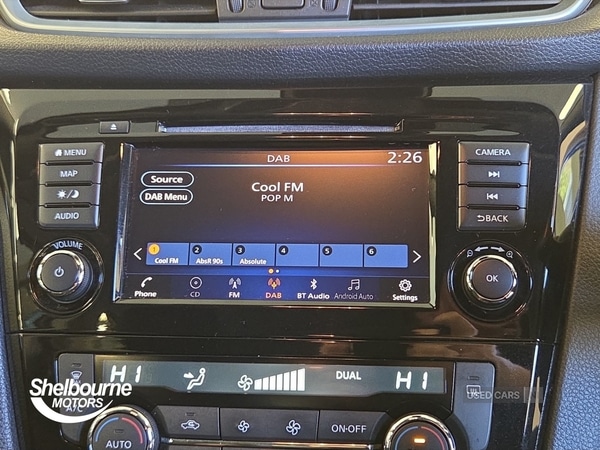 MENU
MAP
AUDIO
VOLUME
DAB
2:26
Source
DAB Menu
Cool FM
POP M
1 2 3 4 5 6
Cool FM AbsR 90s Absolute
Phone CD FM DAB BT Audio Android Auto Settings
CAMERA
BACK
OK
HI DUAL HI
A/C
AUTO
ON·OFF
Shelbourne
MOTORS
USED CARS NI